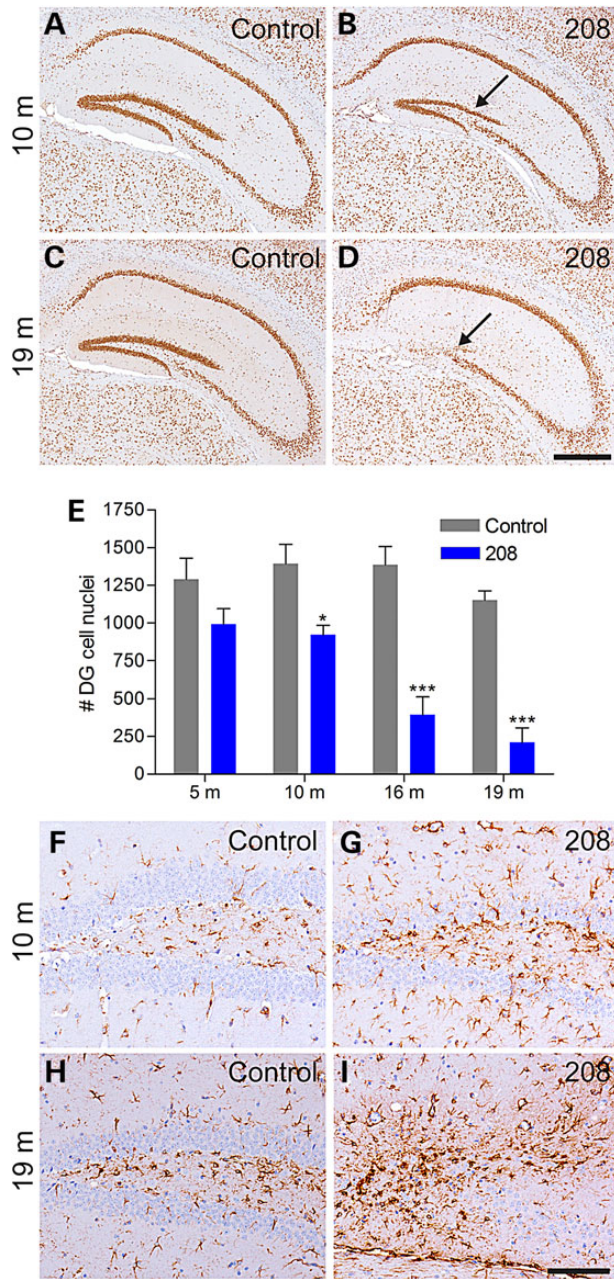 A Control B 208
10 m
C Control D 208
19 m
E
1750
1500
1250
1000
750
500
250
0
# DG cell nuclei
Control
208
*
***
***
5 m 10 m 16 m 19 m
F Control G 208
10 m
H Control I 208
19 m